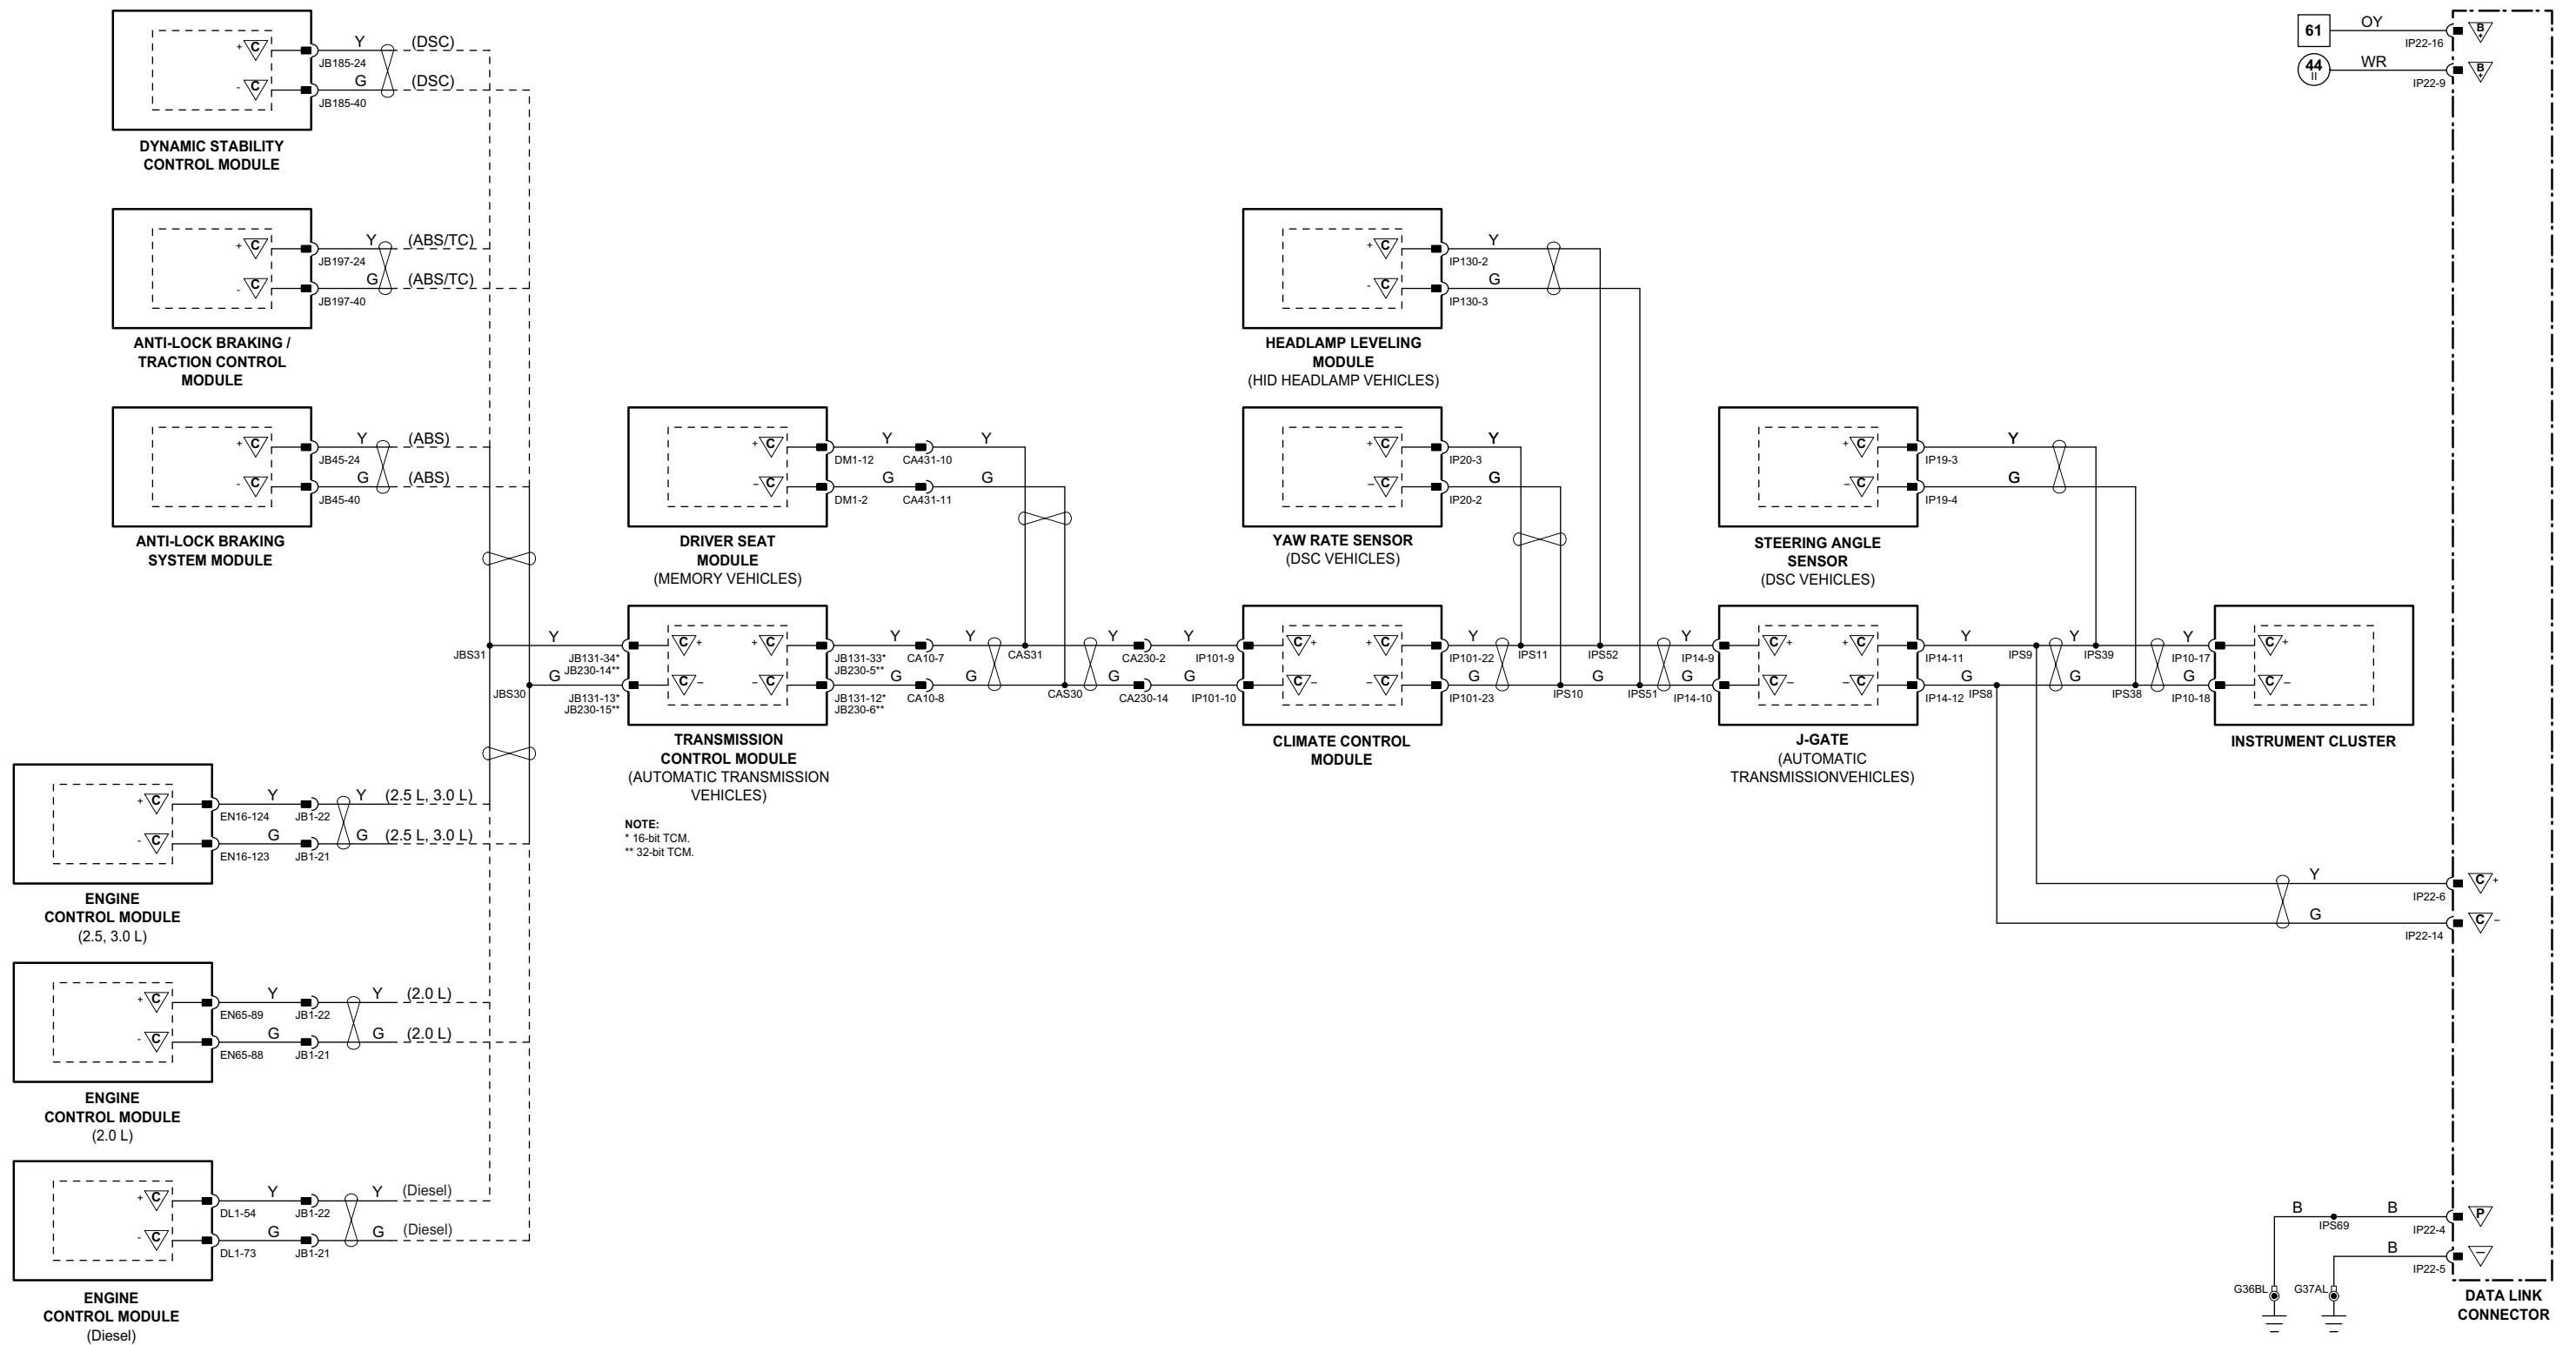 + C
Y
(DSC)
JB185-24
- C
G
(DSC)
JB185-40
DYNAMIC STABILITY
CONTROL MODULE
+ C
Y
(ABS/TC)
JB197-24
- C
G
(ABS/TC)
JB197-40
ANTI-LOCK BRAKING /
TRACTION CONTROL
MODULE
+ C
Y
(ABS)
JB45-24
- C
G
(ABS)
JB45-40
ANTI-LOCK BRAKING
SYSTEM MODULE
JBS31
JBS30
+ C
Y
Y
(2.5 L, 3.0 L)
EN16-124
JB1-22
- C
G
G
(2.5 L, 3.0 L)
EN16-123
JB1-21
ENGINE
CONTROL MODULE
(2.5, 3.0 L)
+ C
Y
Y
(2.0 L)
EN65-89
JB1-22
- C
G
G
(2.0 L)
EN65-88
JB1-21
ENGINE
CONTROL MODULE
(2.0 L)
+ C
Y
Y
(Diesel)
DL1-54
JB1-22
- C
G
G
(Diesel)
DL1-73
JB1-21
ENGINE
CONTROL MODULE
(Diesel)
+ C
Y
Y
DM1-12
CA431-10
– C
G
G
DM1-2
CA431-11
DRIVER SEAT
MODULE
(MEMORY VEHICLES)
Y
JB131-34*
JB230-14**
C +
+ C
Y
Y
JB131-33*
JB230-5**
CA10-7
G
JB131-13*
JB230-15**
C –
– C
G
G
JB131-12*
JB230-6**
CA10-8
TRANSMISSION
CONTROL MODULE
(AUTOMATIC TRANSMISSION
VEHICLES)
NOTE:
* 16-bit TCM.
** 32-bit TCM.
CAS31
Y
Y
CA230-2
IP101-9
CAS30
G
G
CA230-14
IP101-10
+ C
Y
IP130-2
- C
G
IP130-3
HEADLAMP LEVELING
MODULE
(HID HEADLAMP VEHICLES)
+ C
Y
IP20-3
– C
G
IP20-2
YAW RATE SENSOR
(DSC VEHICLES)
C +
+ C
Y
Y
IP101-22
IPS11
IPS52
IP14-9
C –
– C
G
G
G
IP101-23
IPS10
IPS51
IP14-10
CLIMATE CONTROL
MODULE
+ C
Y
IP19-3
– C
G
IP19-4
STEERING ANGLE
SENSOR
(DSC VEHICLES)
C +
+ C
Y
Y
Y
IP14-11
IPS9
IPS39
IP10-17
C –
– C
G
G
G
IP14-12
IPS8
IPS38
IP10-18
J-GATE
(AUTOMATIC
TRANSMISSIONVEHICLES)
C +
C –
INSTRUMENT CLUSTER
61
OY
IP22-16
B
+
44
II
WR
IP22-9
B
+
Y
IP22-6
C +
G
IP22-14
C –
B
B
IPS69
IP22-4
P
B
IP22-5
–
G36BL
G37AL
DATA LINK
CONNECTOR